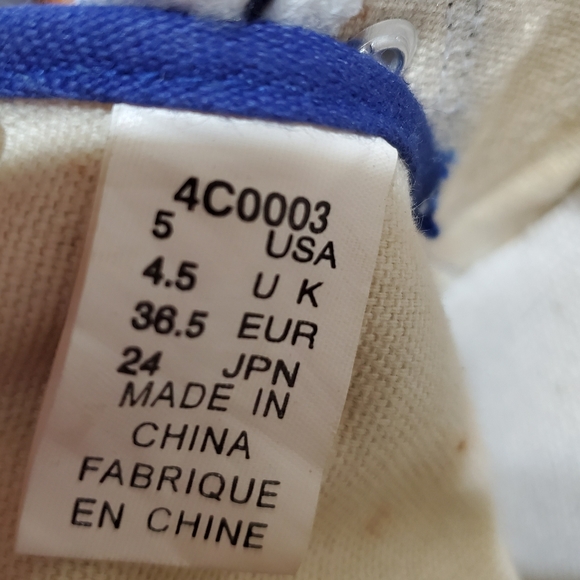 4C0003
5 USA
4.5 U K
36.5 EUR
24 JPN
MADE IN
CHINA
FABRIQUE
EN CHINE